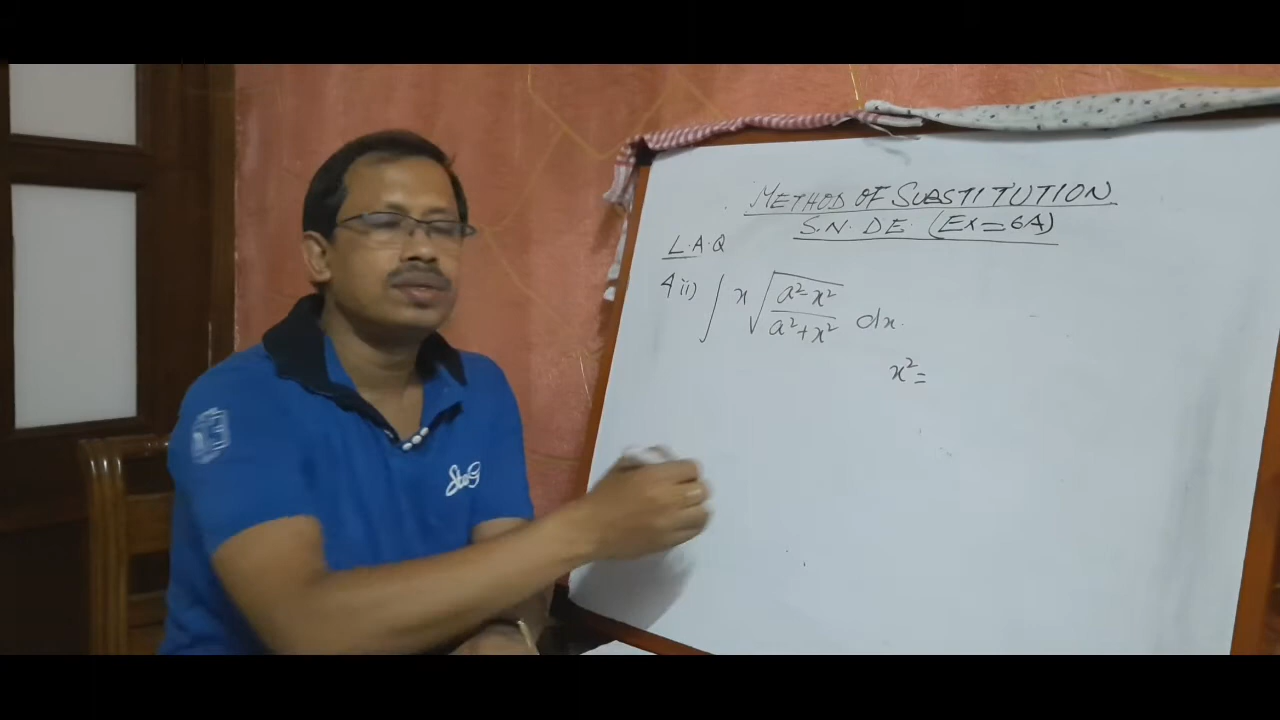 METHOD OF SUBSTITUTION
S.N. DE. (Ex=6A)
L.A.Q
4 ii) ∫ x √((a²-x²)/(a²+x²)) dx.
x²=